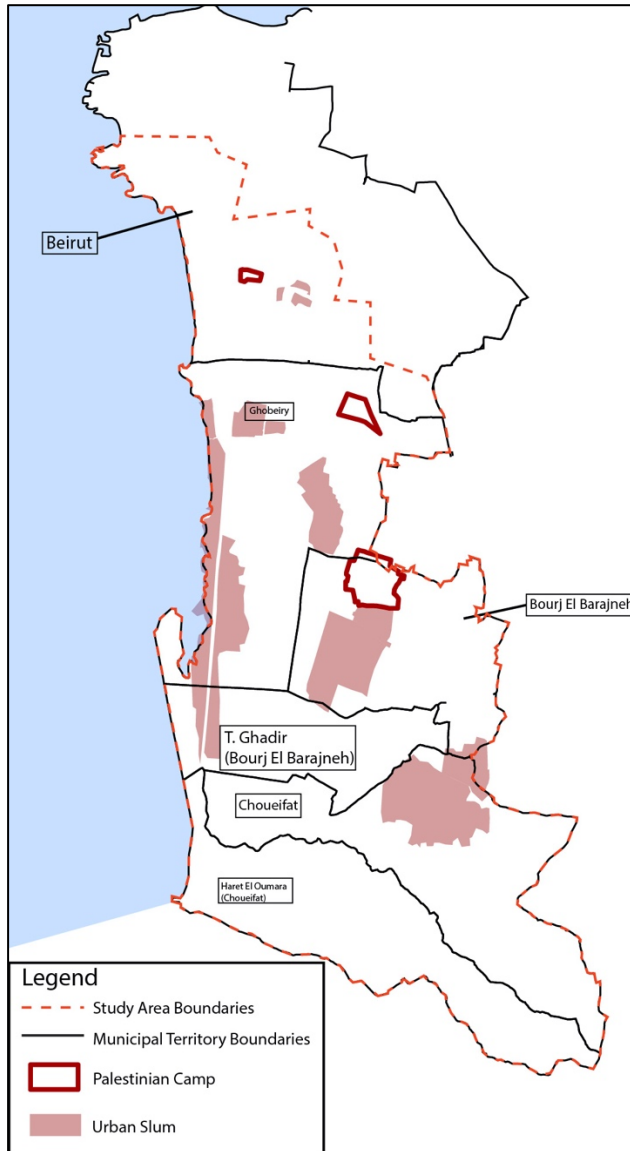 Beirut
Ghobeiry
Bourj El Barajneh
T. Ghadir
(Bourj El Barajneh)
Choueifat
Haret El Oumara
(Choueifat)
Legend
Study Area Boundaries
Municipal Territory Boundaries
Palestinian Camp
Urban Slum